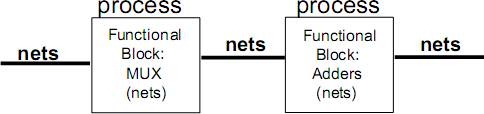 process process
nets Functional Block: MUX (nets) nets Functional Block: Adders (nets) nets